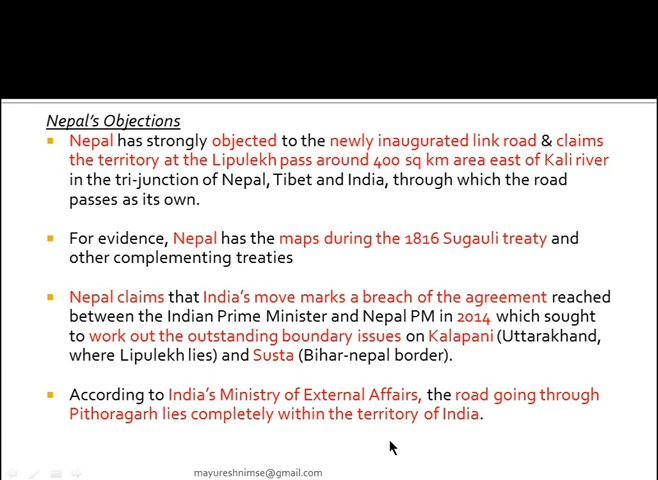 Nepal's Objections
Nepal has strongly objected to the newly inaugurated link road & claims
the territory at the Lipulekh pass around 400 sq km area east of Kali river
in the tri-junction of Nepal, Tibet and India, through which the road
passes as its own.
For evidence, Nepal has the maps during the 1816 Sugauli treaty and
other complementing treaties
Nepal claims that India's move marks a breach of the agreement reached
between the Indian Prime Minister and Nepal PM in 2014 which sought
to work out the outstanding boundary issues on Kalapani (Uttarakhand,
where Lipulekh lies) and Susta (Bihar-nepal border).
According to India's Ministry of External Affairs, the road going through
Pithoragarh lies completely within the territory of India.
mayureshnimse@gmail.com